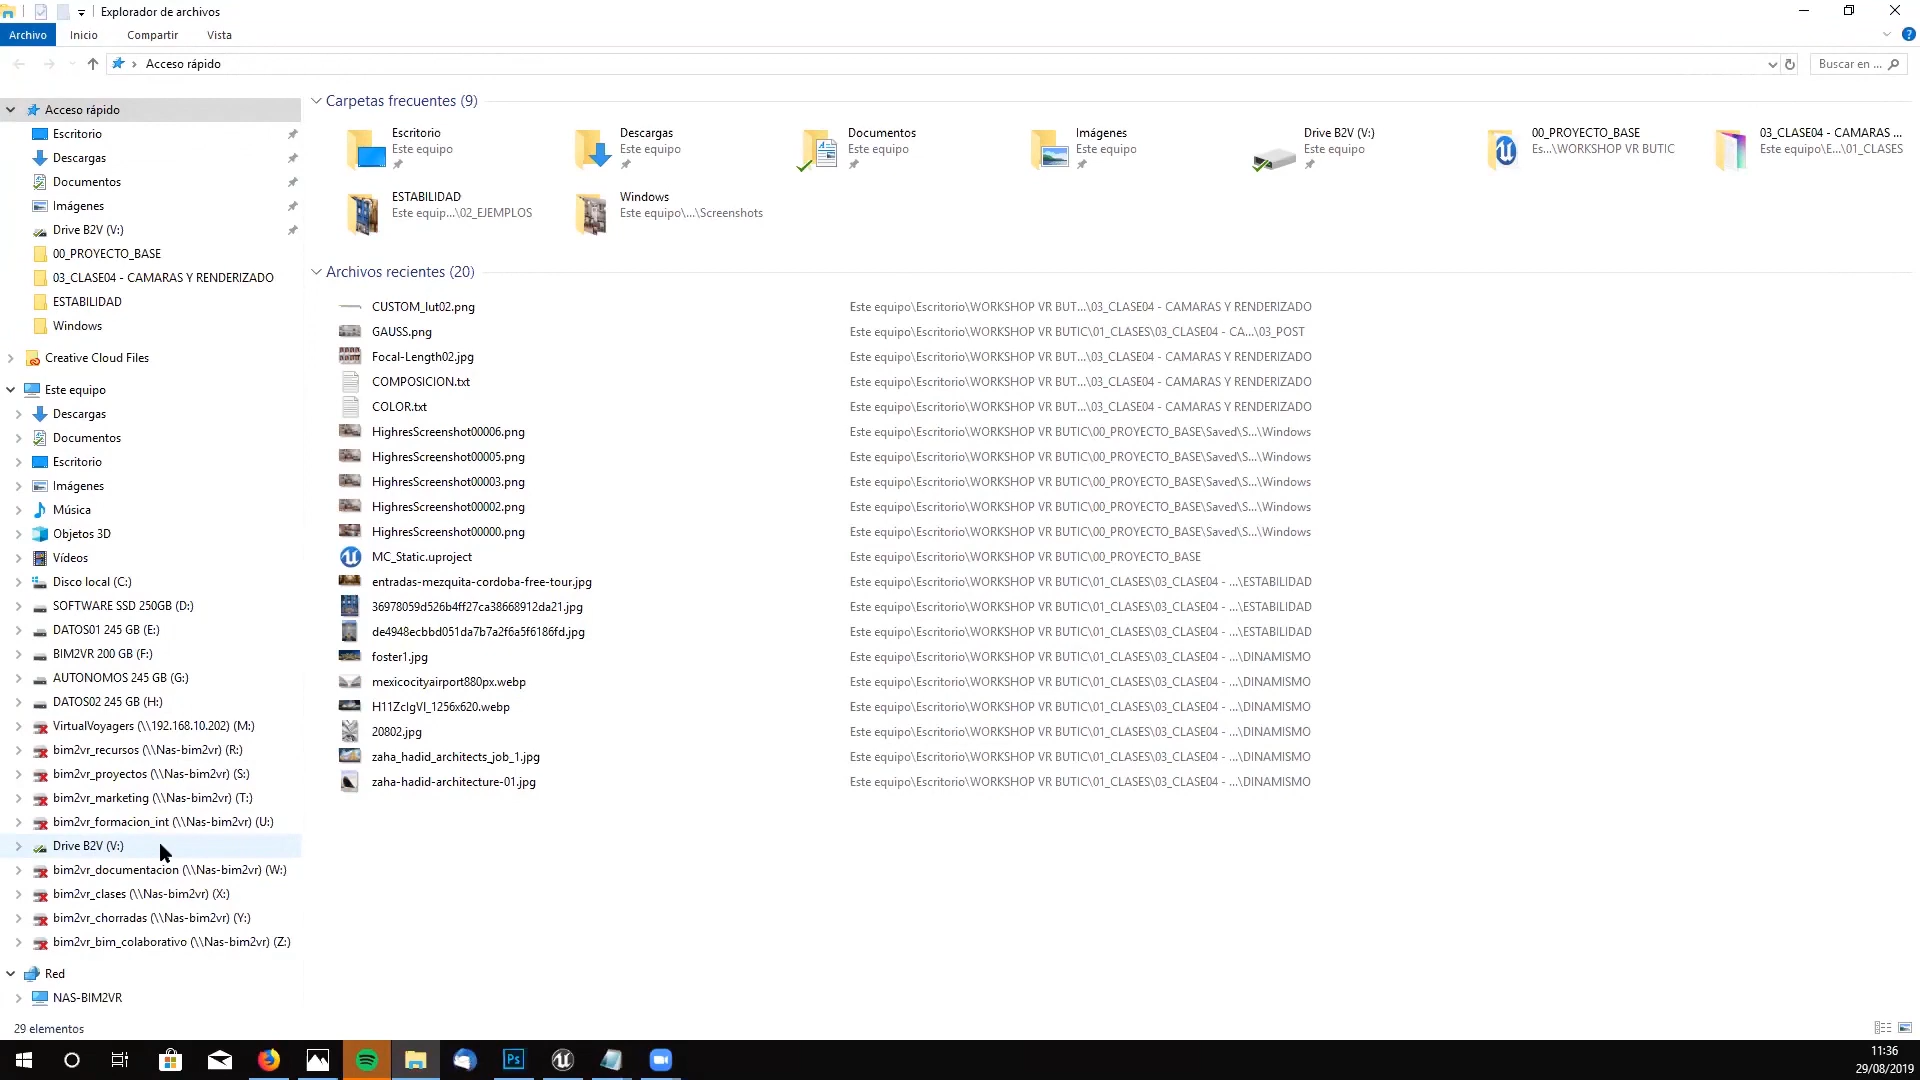 Explorador de archivos
Archivo Inicio Compartir Vista
Acceso rápido
Buscar en ...
Acceso rápido
Escritorio
Descargas
Documentos
Imágenes
Drive B2V (V:)
00_PROYECTO_BASE
03_CLASE04 - CAMARAS Y RENDERIZADO
ESTABILIDAD
Windows
Creative Cloud Files
Este equipo
Descargas
Documentos
Escritorio
Imágenes
Música
Objetos 3D
Vídeos
Disco local (C:)
SOFTWARE SSD 250GB (D:)
DATOS01 245 GB (E:)
BIM2VR 200 GB (F:)
AUTONOMOS 245 GB (G:)
DATOS02 245 GB (H:)
VirtualVoyagers (\\192.168.10.202) (M:)
bim2vr_recursos (\\Nas-bim2vr) (R:)
bim2vr_proyectos (\\Nas-bim2vr) (S:)
bim2vr_marketing (\\Nas-bim2vr) (T:)
bim2vr_formacion_int (\\Nas-bim2vr) (U:)
Drive B2V (V:)
bim2vr_documentacion (\\Nas-bim2vr) (W:)
bim2vr_clases (\\Nas-bim2vr) (X:)
bim2vr_chorradas (\\Nas-bim2vr) (Y:)
bim2vr_bim_colaborativo (\\Nas-bim2vr) (Z:)
Red
NAS-BIM2VR
29 elementos
Carpetas frecuentes (9)
Escritorio
Este equipo
Descargas
Este equipo
Documentos
Este equipo
Imágenes
Este equipo
Drive B2V (V:)
Este equipo
00_PROYECTO_BASE
Es...\WORKSHOP VR BUTIC
03_CLASE04 - CAMARAS ...
Este equipo\E...\01_CLASES
ESTABILIDAD
Este equip...\02_EJEMPLOS
Windows
Este equipo\...\Screenshots
Archivos recientes (20)
CUSTOM_lut02.png Este equipo\Escritorio\WORKSHOP VR BUT...\03_CLASE04 - CAMARAS Y RENDERIZADO
GAUSS.png Este equipo\Escritorio\WORKSHOP VR BUTIC\01_CLASES\03_CLASE04 - CA...\03_POST
Focal-Length02.jpg Este equipo\Escritorio\WORKSHOP VR BUT...\03_CLASE04 - CAMARAS Y RENDERIZADO
COMPOSICION.txt Este equipo\Escritorio\WORKSHOP VR BUT...\03_CLASE04 - CAMARAS Y RENDERIZADO
COLOR.txt Este equipo\Escritorio\WORKSHOP VR BUT...\03_CLASE04 - CAMARAS Y RENDERIZADO
HighresScreenshot00006.png Este equipo\Escritorio\WORKSHOP VR BUTIC\00_PROYECTO_BASE\Saved\S...\Windows
HighresScreenshot00005.png Este equipo\Escritorio\WORKSHOP VR BUTIC\00_PROYECTO_BASE\Saved\S...\Windows
HighresScreenshot00003.png Este equipo\Escritorio\WORKSHOP VR BUTIC\00_PROYECTO_BASE\Saved\S...\Windows
HighresScreenshot00002.png Este equipo\Escritorio\WORKSHOP VR BUTIC\00_PROYECTO_BASE\Saved\S...\Windows
HighresScreenshot00000.png Este equipo\Escritorio\WORKSHOP VR BUTIC\00_PROYECTO_BASE\Saved\S...\Windows
MC_Static.uproject Este equipo\Escritorio\WORKSHOP VR BUTIC\00_PROYECTO_BASE
entradas-mezquita-cordoba-free-tour.jpg Este equipo\Escritorio\WORKSHOP VR BUTIC\01_CLASES\03_CLASE04 - ...\ESTABILIDAD
36978059d526b4ff27ca38668912da21.jpg Este equipo\Escritorio\WORKSHOP VR BUTIC\01_CLASES\03_CLASE04 - ...\ESTABILIDAD
de4948ecbbd051da7b7a2f6a5f6186fd.jpg Este equipo\Escritorio\WORKSHOP VR BUTIC\01_CLASES\03_CLASE04 - ...\ESTABILIDAD
foster1.jpg Este equipo\Escritorio\WORKSHOP VR BUTIC\01_CLASES\03_CLASE04 - ...\DINAMISMO
mexicocityairport880px.webp Este equipo\Escritorio\WORKSHOP VR BUTIC\01_CLASES\03_CLASE04 - ...\DINAMISMO
H11ZcIgVI_1256x620.webp Este equipo\Escritorio\WORKSHOP VR BUTIC\01_CLASES\03_CLASE04 - ...\DINAMISMO
20802.jpg Este equipo\Escritorio\WORKSHOP VR BUTIC\01_CLASES\03_CLASE04 - ...\DINAMISMO
zaha_hadid_architects_job_1.jpg Este equipo\Escritorio\WORKSHOP VR BUTIC\01_CLASES\03_CLASE04 - ...\DINAMISMO
zaha-hadid-architecture-01.jpg Este equipo\Escritorio\WORKSHOP VR BUTIC\01_CLASES\03_CLASE04 - ...\DINAMISMO
Ps
11:36
29/08/2019